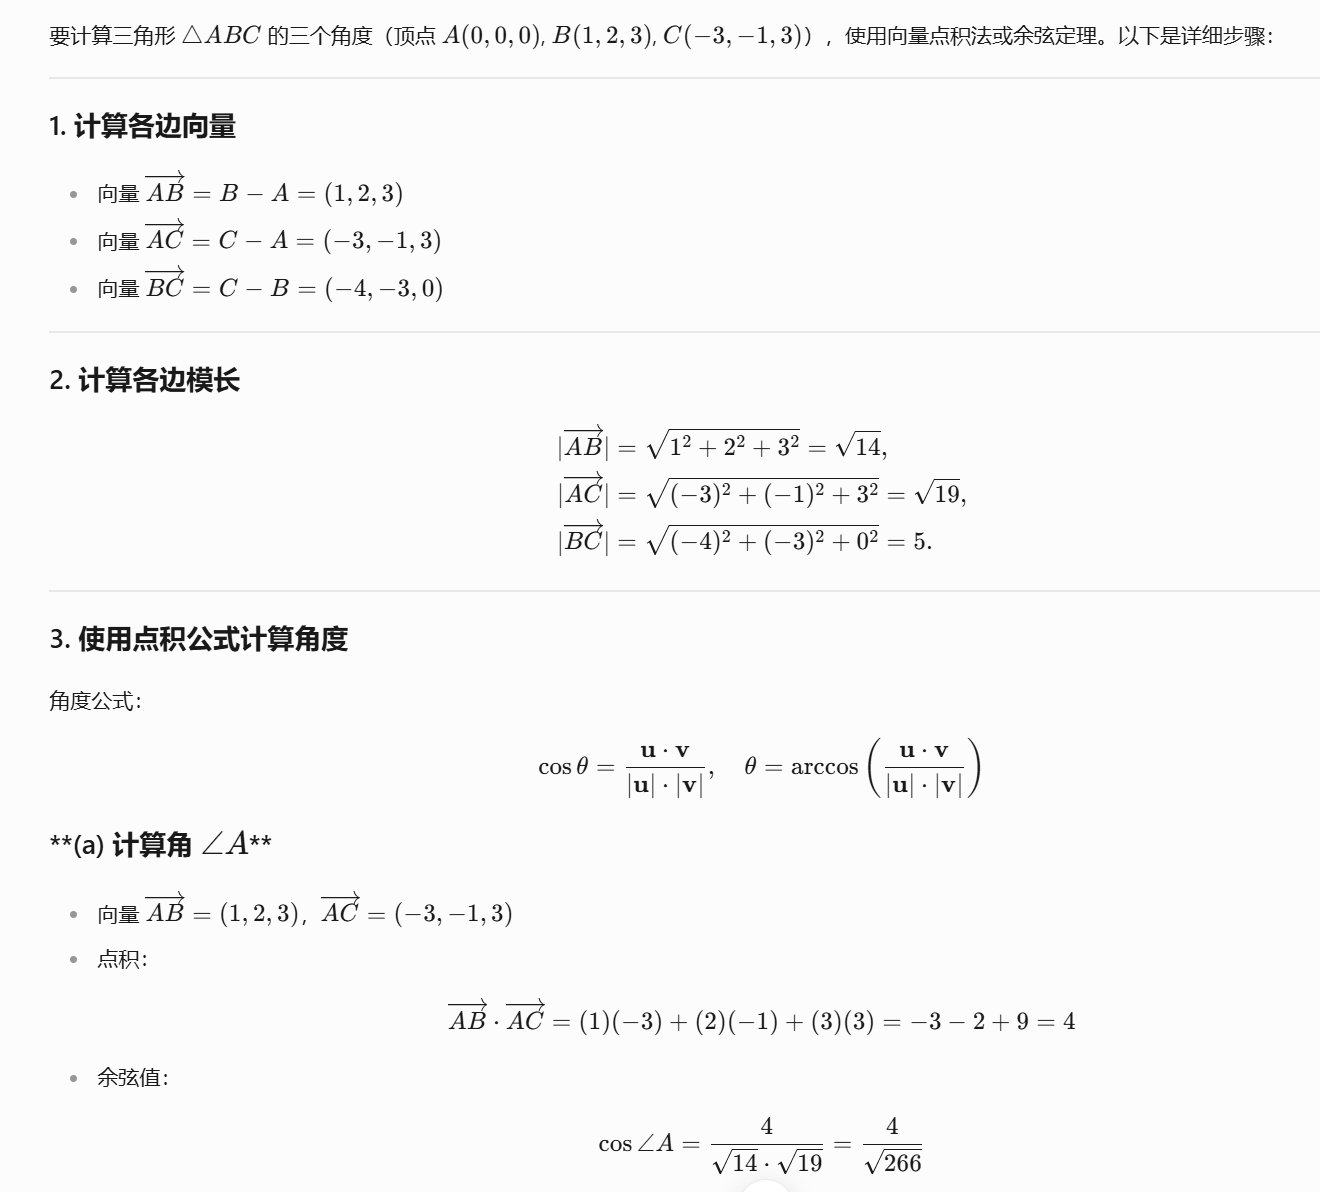 要计算三角形 △ABC 的三个角度（顶点 A(0, 0, 0), B(1, 2, 3), C(−3, −1, 3)），使用向量点积法或余弦定理。以下是详细步骤：
1. 计算各边向量
• 向量 $\overrightarrow{AB} = B - A = (1, 2, 3)$
• 向量 $\overrightarrow{AC} = C - A = (-3, -1, 3)$
• 向量 $\overrightarrow{BC} = C - B = (-4, -3, 0)$
2. 计算各边模长
$|\overrightarrow{AB}| = \sqrt{1^2 + 2^2 + 3^2} = \sqrt{14},$
$|\overrightarrow{AC}| = \sqrt{(-3)^2 + (-1)^2 + 3^2} = \sqrt{19},$
$|\overrightarrow{BC}| = \sqrt{(-4)^2 + (-3)^2 + 0^2} = 5.$
3. 使用点积公式计算角度
角度公式：
$\cos\theta = \frac{\mathbf{u} \cdot \mathbf{v}}{|\mathbf{u}| \cdot |\mathbf{v}|}, \quad \theta = \arccos\left(\frac{\mathbf{u} \cdot \mathbf{v}}{|\mathbf{u}| \cdot |\mathbf{v}|}\right)$
**(a) 计算角 ∠A**
• 向量 $\overrightarrow{AB} = (1, 2, 3)$，$\overrightarrow{AC} = (-3, -1, 3)$
• 点积：
$\overrightarrow{AB} \cdot \overrightarrow{AC} = (1)(-3) + (2)(-1) + (3)(3) = -3 - 2 + 9 = 4$
• 余弦值：
$\cos\angle A = \frac{4}{\sqrt{14} \cdot \sqrt{19}} = \frac{4}{\sqrt{266}}$